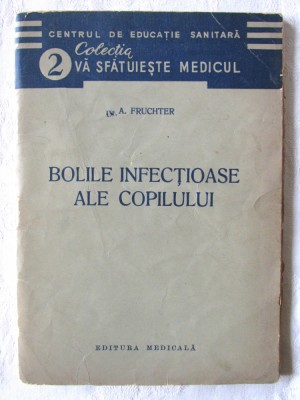 CENTRUL DE EDUCAȚIE SANITARĂ
Colecția
2 VĂ SFĂTUIEȘTE MEDICUL
A. FRUCHTER
BOLILE INFECȚIOASE
ALE COPILULUI
EDITURA MEDICALĂ